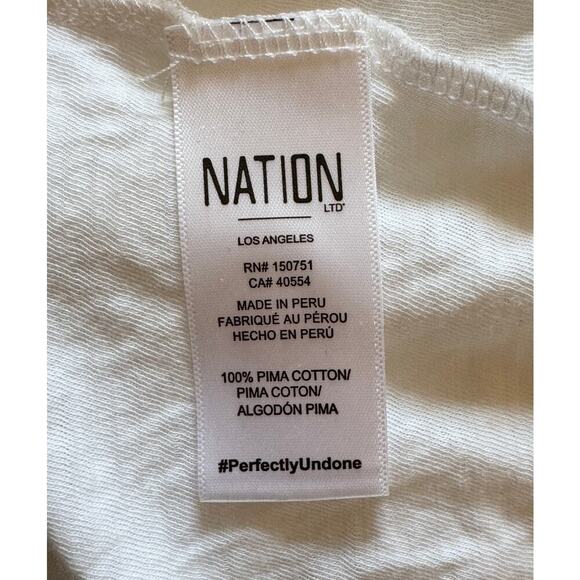 NATION
LTD
LOS ANGELES
RN# 150751
CA# 40554
MADE IN PERU
FABRIQUÉ AU PÉROU
HECHO EN PERÚ
100% PIMA COTTON/
PIMA COTON/
ALGODÓN PIMA
#PerfectlyUndone